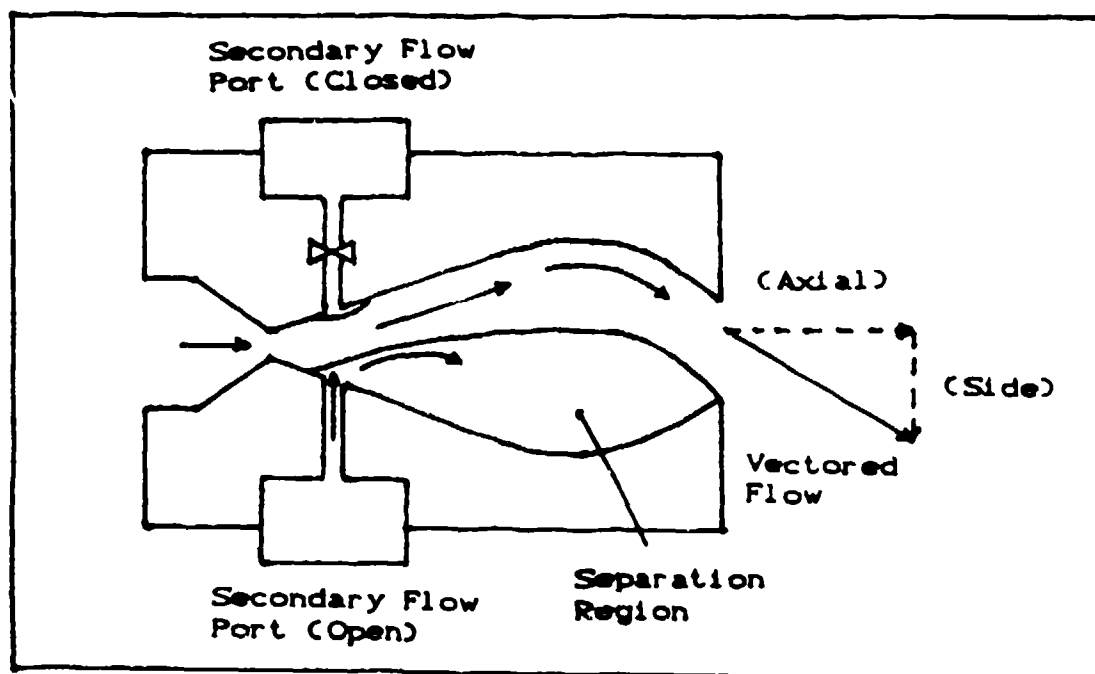 Secondary Flow
Port (Closed)
(Axial)
(Side)
Vectored
Flow
Separation
Region
Secondary Flow
Port (Open)